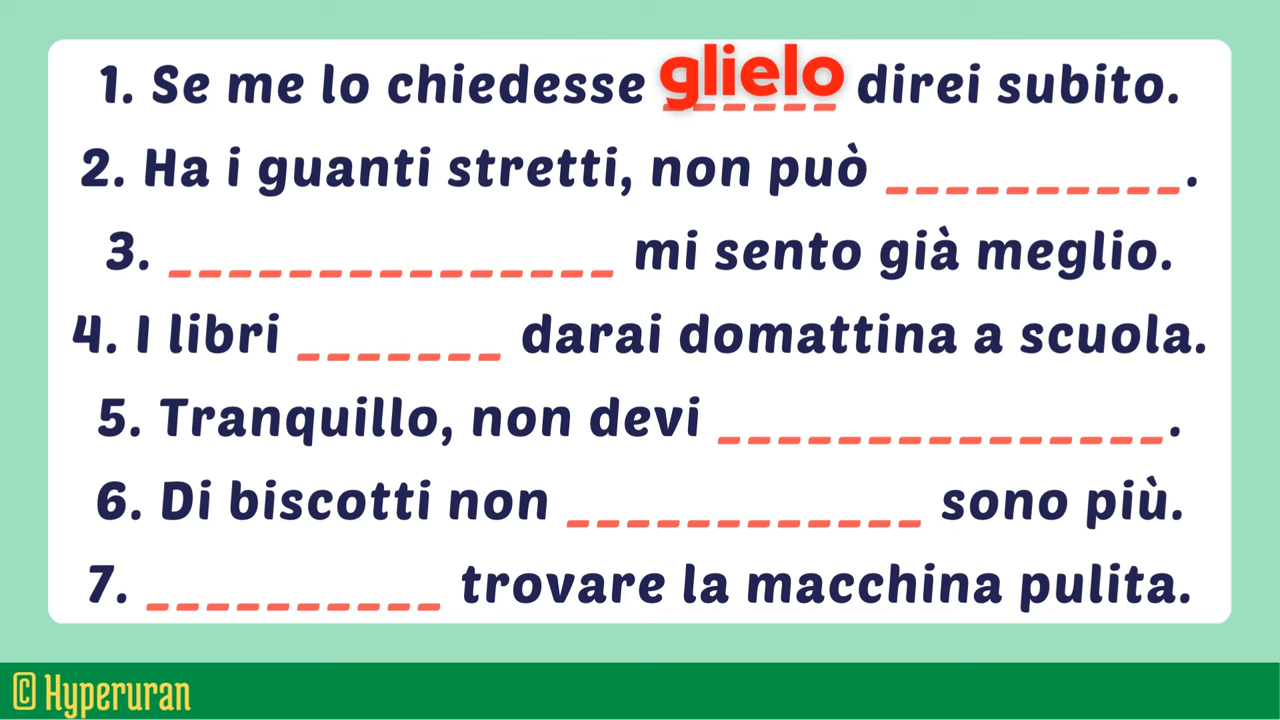 1. Se me lo chiedesse glielo direi subito.
2. Ha i guanti stretti, non può __________.
3. _______________ mi sento già meglio.
4. I libri _______ darai domattina a scuola.
5. Tranquillo, non devi _______________.
6. Di biscotti non ____________ sono più.
7. __________ trovare la macchina pulita.
© Hyperuran